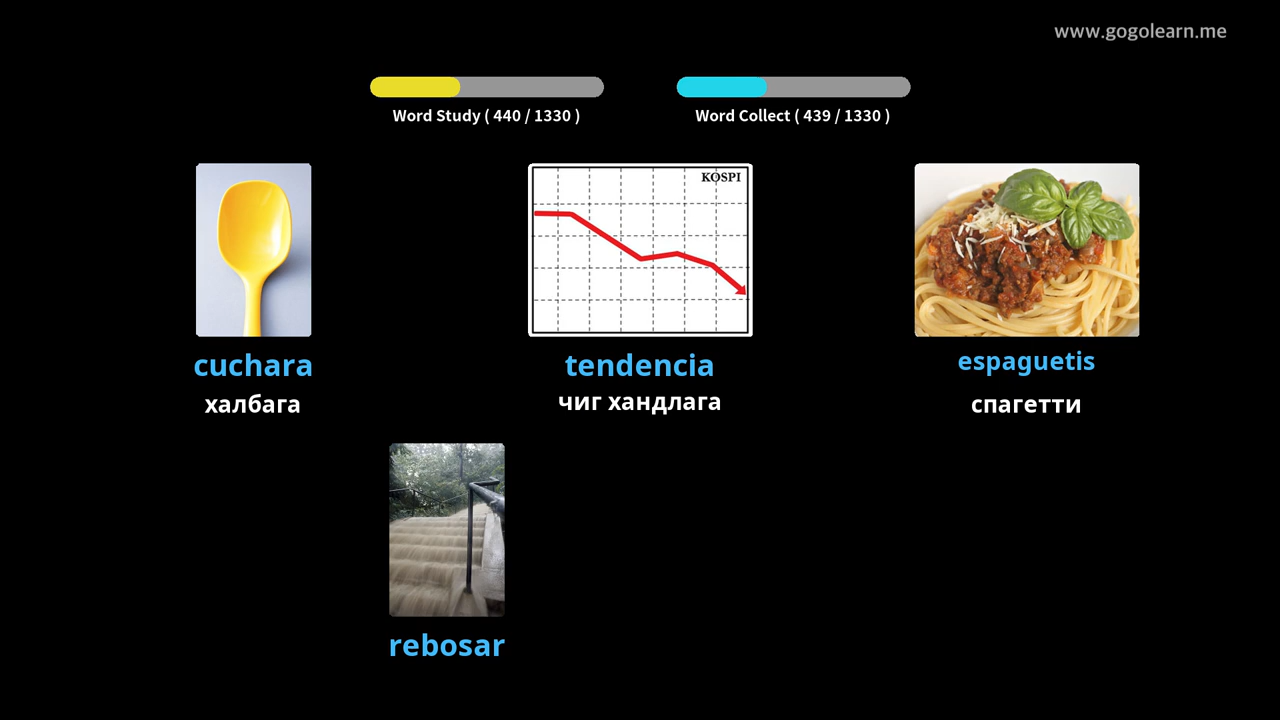 www.gogolearn.me
Word Study ( 440 / 1330 )
Word Collect ( 439 / 1330 )
KOSPI
cuchara
халбага
tendencia
чиг хандлага
espaguetis
спагетти
rebosar